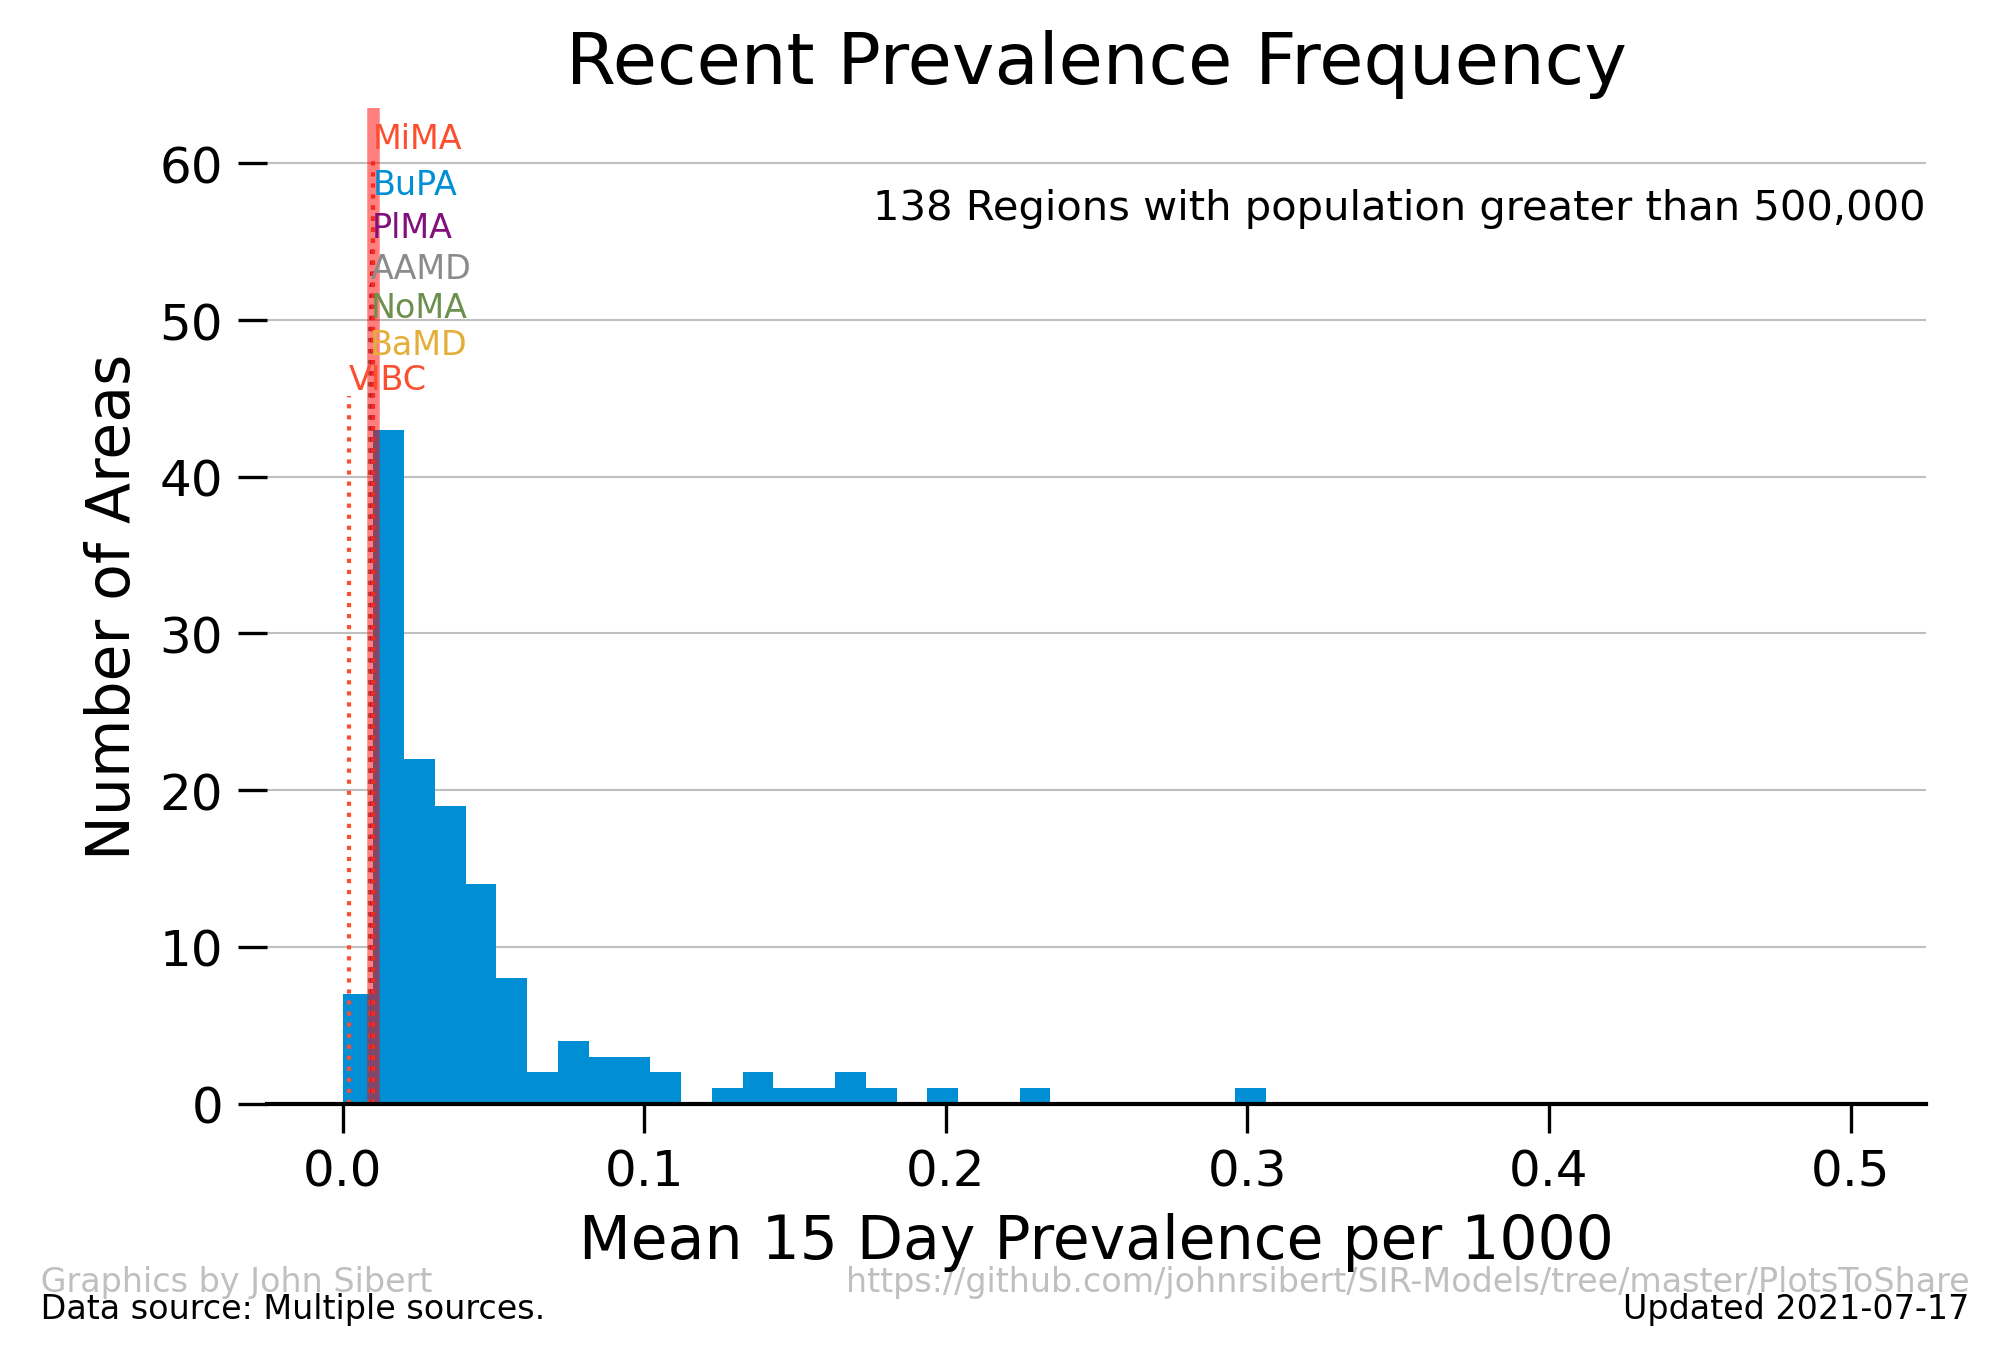 Recent Prevalence Frequency
MiMA
60
BuPA
138 Regions with population greater than 500,000
PlMA
AAMD
NoMA
50
BaMD
VIBC
40
30
20
10
0
Number of Areas
0.0 0.1 0.2 0.3 0.4 0.5
Mean 15 Day Prevalence per 1000
Graphics by John Sibert
https://github.com/johnrsibert/SIR-Models/tree/master/PlotsToShare
Data source: Multiple sources.
Updated 2021-07-17